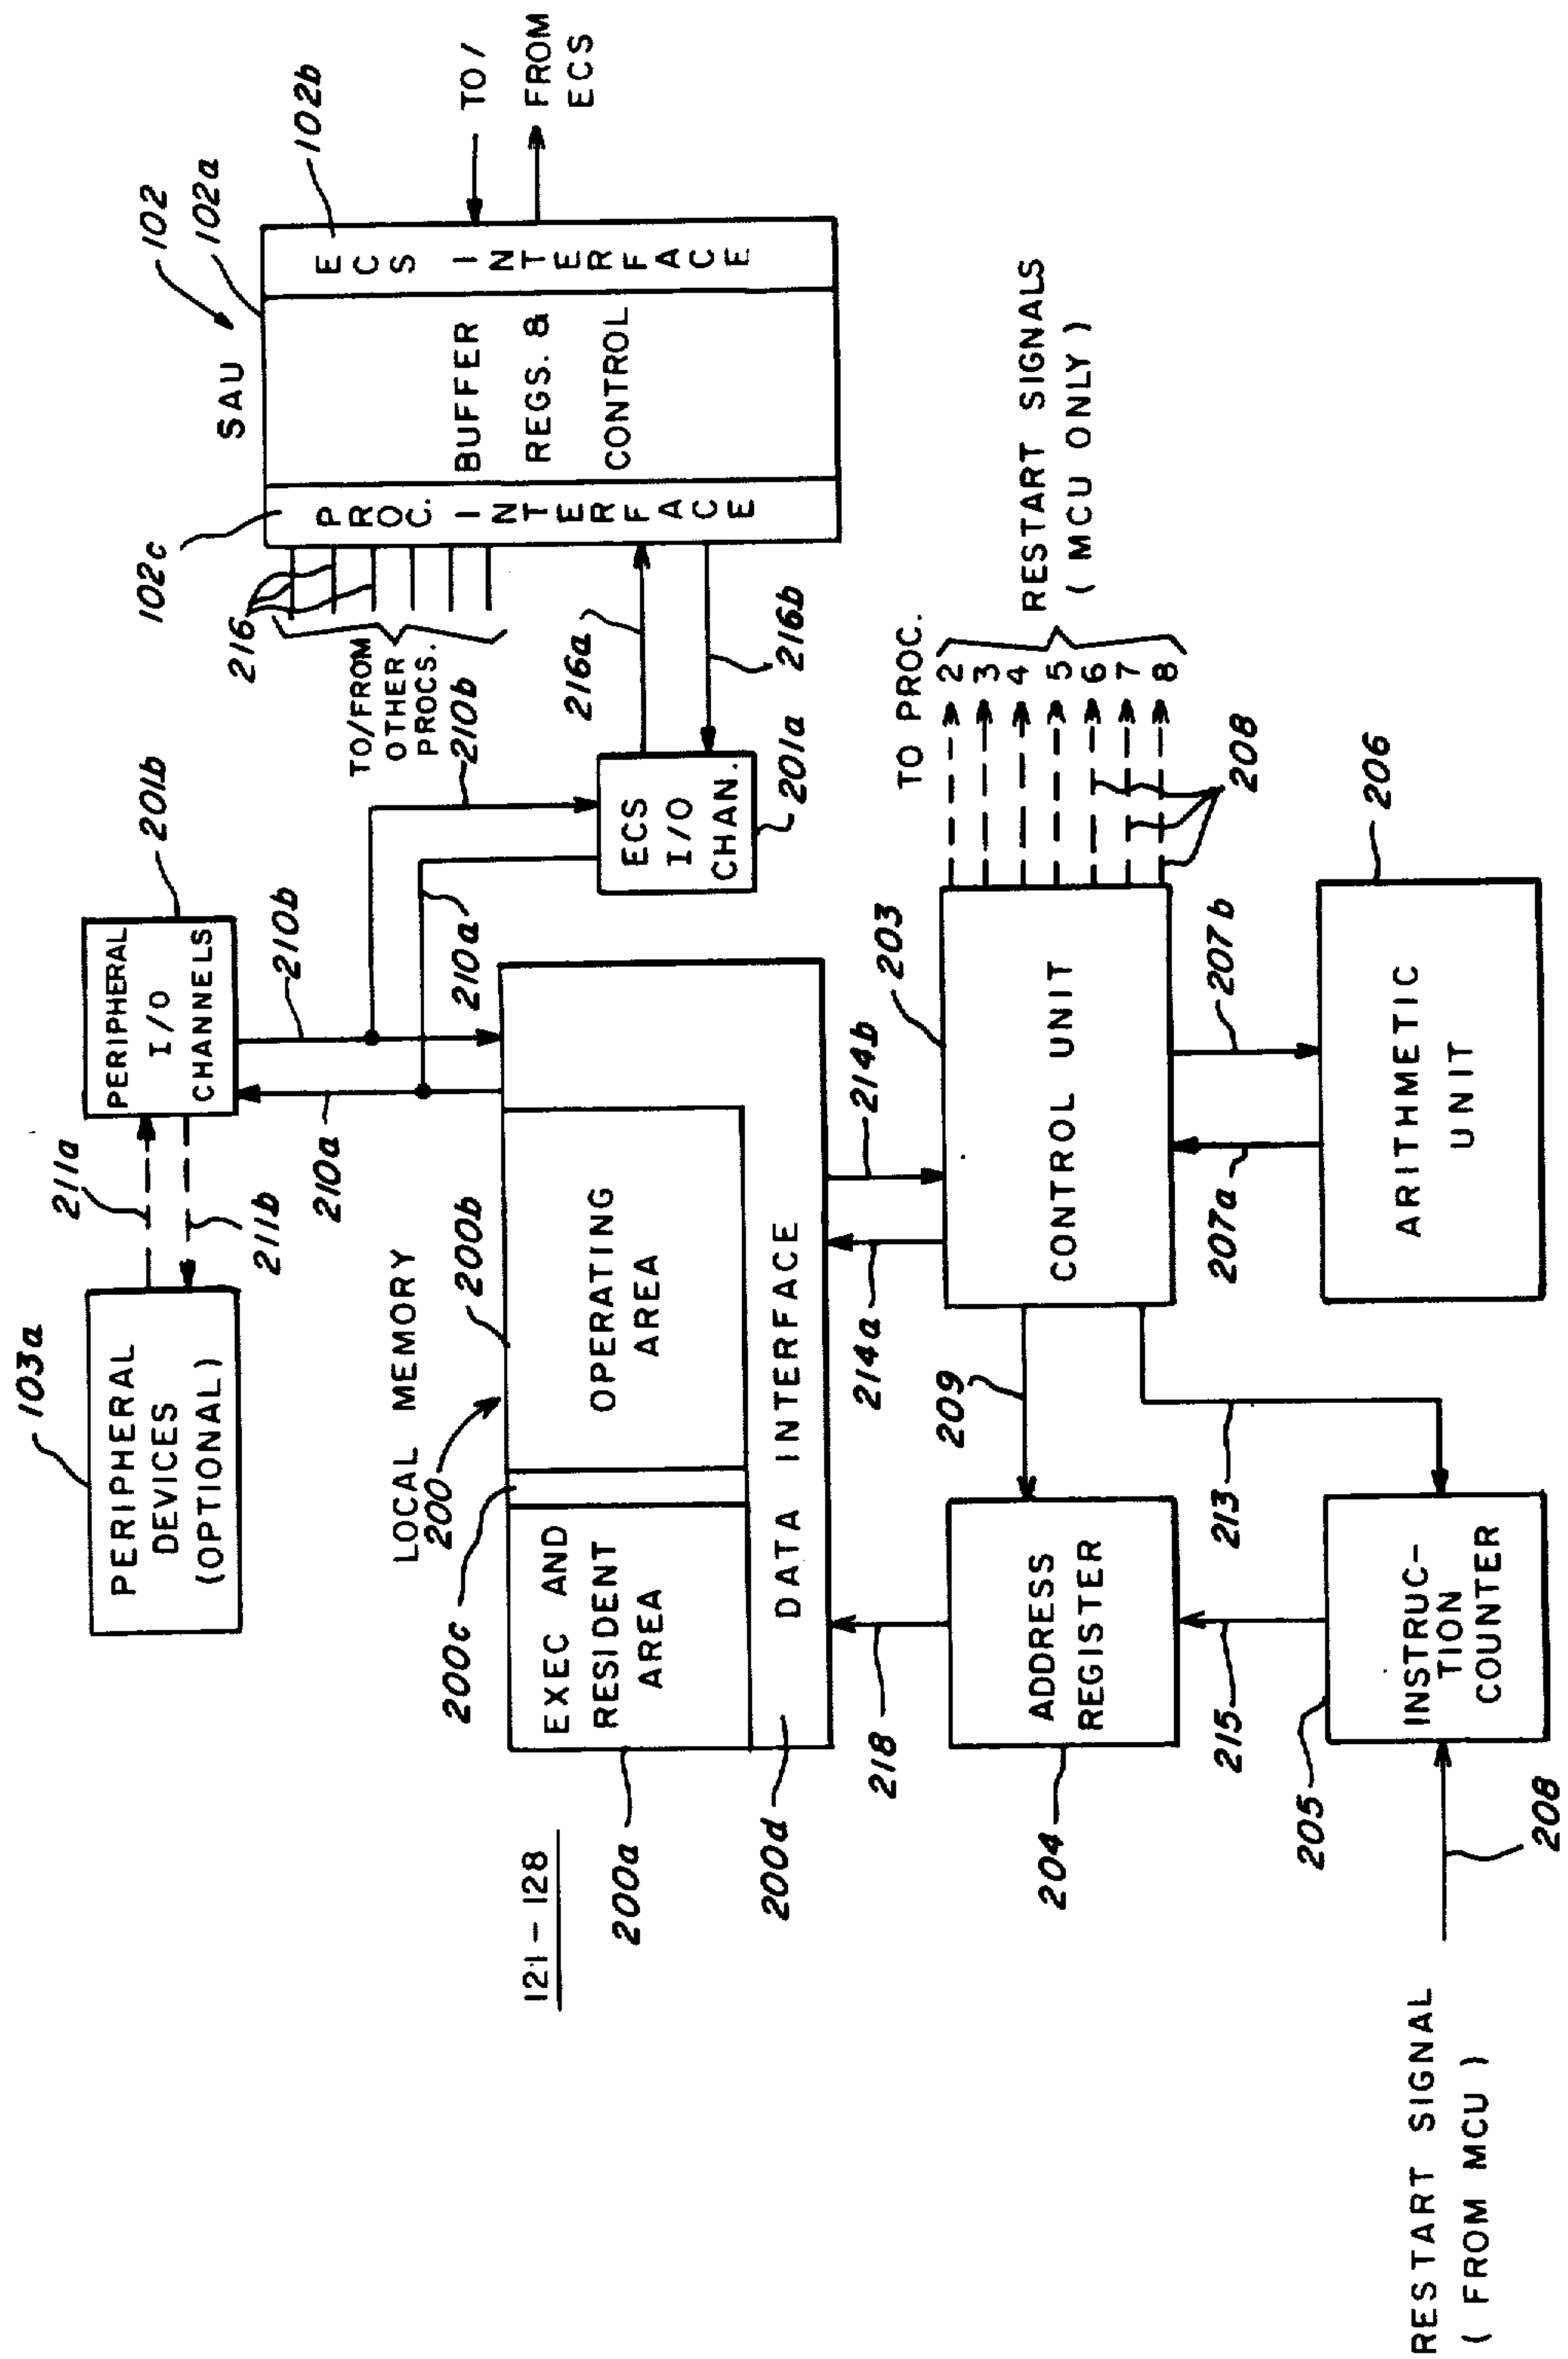 103a
PERIPHERAL
DEVICES
(OPTIONAL)
211a
211b
PERIPHERAL
I/O
CHANNELS
201b
210a
210b
210b
210a
TO/FROM
OTHER
PROCS.
216
102c
SAU
102
102a
102b
PROC. INTERFACE
BUFFER
REGS. &
CONTROL
ECS INTERFACE
TO /
FROM
ECS
216a
216b
ECS
I/O
CHAN.
201a
LOCAL MEMORY
200
200b
200c
121-128
200a
200d
EXEC AND
RESIDENT
AREA
OPERATING
AREA
DATA INTERFACE
218
214a
214b
203
204
ADDRESS
REGISTER
209
CONTROL UNIT
TO PROC.
2
3
4
5
6
7
8
RESTART SIGNALS
( MCU ONLY )
208
215
213
207a
207b
206
205
INSTRUC-
TION
COUNTER
ARITHMETIC
UNIT
208
RESTART SIGNAL
( FROM MCU )